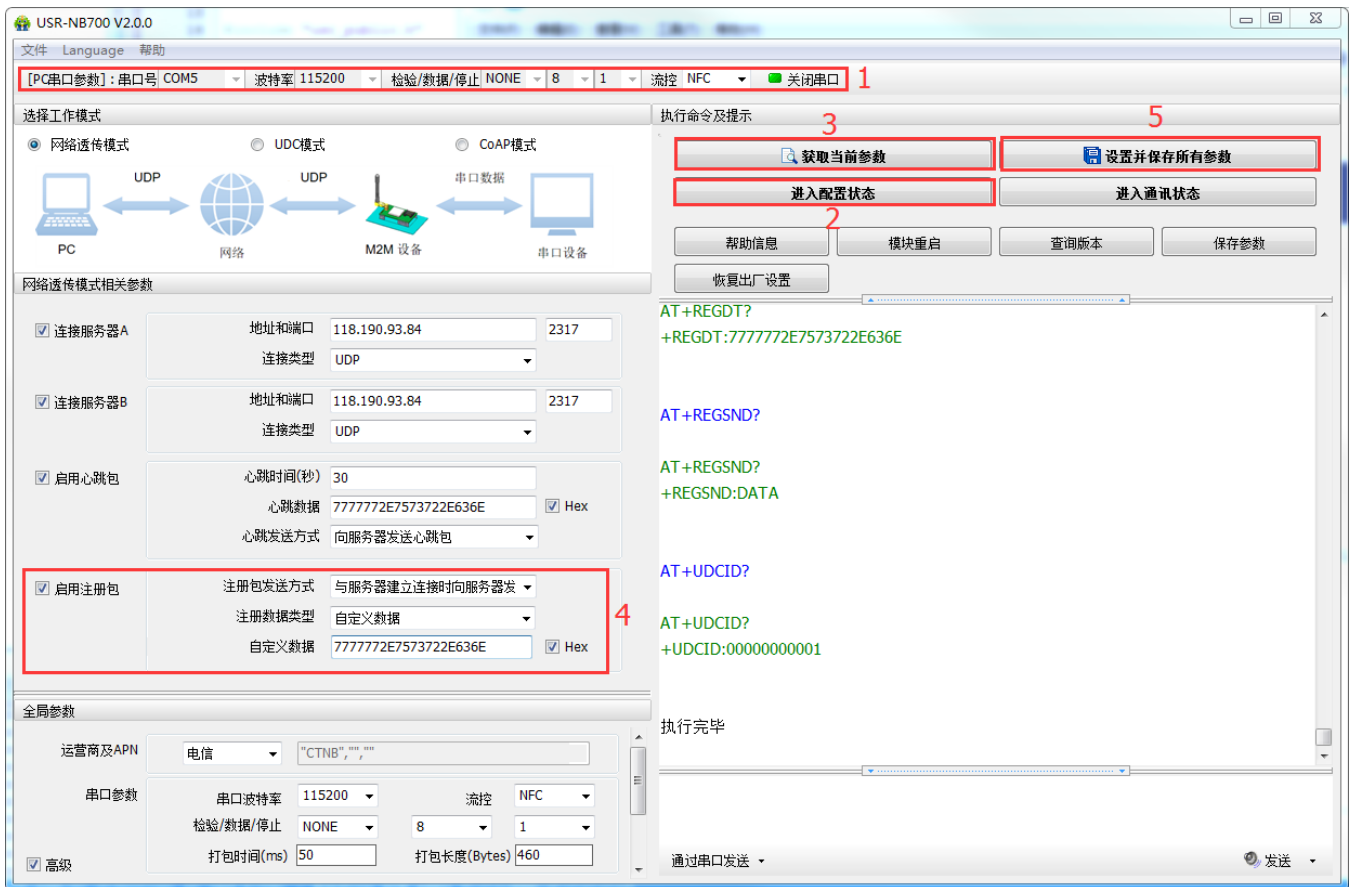 USR-NB700 V2.0.0
文件 Language 帮助
[PC串口参数]:串口号 COM5 波特率 115200 检验/数据/停止 NONE 8 1 流控 NFC 关闭串口 1
选择工作模式
网络透传模式 UDC模式 CoAP模式
UDP UDP 串口数据
PC 网络 M2M 设备 串口设备
网络透传模式相关参数
连接服务器A 地址和端口 118.190.93.84 2317
连接类型 UDP
连接服务器B 地址和端口 118.190.93.84 2317
连接类型 UDP
启用心跳包 心跳时间(秒) 30
心跳数据 7777772E7573722E636E Hex
心跳发送方式 向服务器发送心跳包
启用注册包 注册包发送方式 与服务器建立连接时向服务器发
注册数据类型 自定义数据 4
自定义数据 7777772E7573722E636E Hex
全局参数
运营商及APN 电信 "CTNB","",""
串口参数 串口波特率 115200 流控 NFC
检验/数据/停止 NONE 8 1
高级 打包时间(ms) 50 打包长度(Bytes) 460
执行命令及提示
3 5
获取当前参数 设置并保存所有参数
进入配置状态 进入通讯状态
2
帮助信息 模块重启 查询版本 保存参数
恢复出厂设置
AT+REGDT?
+REGDT:7777772E7573722E636E
AT+REGSND?
AT+REGSND?
+REGSND:DATA
AT+UDCID?
AT+UDCID?
+UDCID:00000000001
执行完毕
通过串口发送 发送